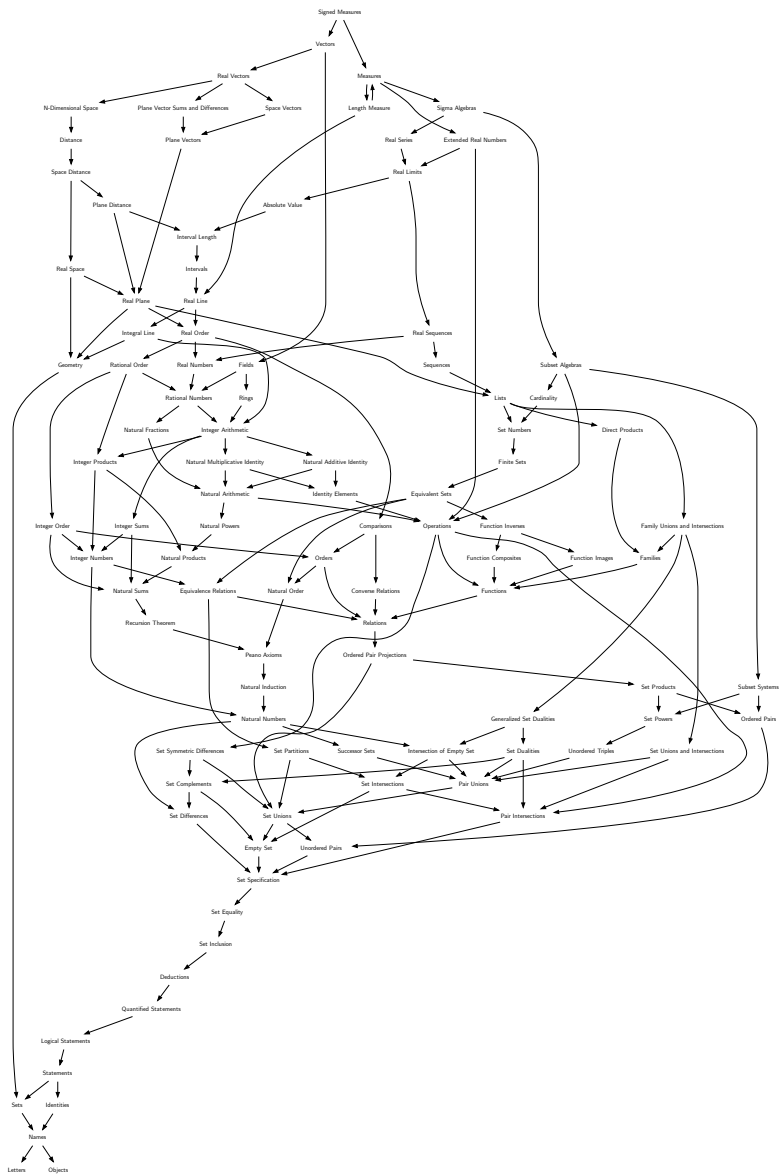 Signed Measures
Vectors
Real Vectors
Measures
N-Dimensional Space
Plane Vector Sums and Differences
Space Vectors
Length Measure
Sigma Algebras
Distance
Plane Vectors
Real Series
Extended Real Numbers
Space Distance
Real Limits
Plane Distance
Absolute Value
Interval Length
Real Space
Intervals
Real Plane
Real Line
Integral Line
Real Order
Real Sequences
Geometry
Rational Order
Real Numbers
Fields
Sequences
Subset Algebras
Rational Numbers
Rings
Lists
Cardinality
Natural Fractions
Integer Arithmetic
Set Numbers
Direct Products
Integer Products
Natural Multiplicative Identity
Natural Additive Identity
Finite Sets
Natural Arithmetic
Identity Elements
Equivalent Sets
Integer Order
Integer Sums
Natural Powers
Comparisons
Operations
Function Inverses
Family Unions and Intersections
Integer Numbers
Natural Products
Orders
Function Composites
Function Images
Families
Natural Sums
Equivalence Relations
Natural Order
Converse Relations
Functions
Recursion Theorem
Relations
Peano Axioms
Ordered Pair Projections
Natural Induction
Set Products
Subset Systems
Natural Numbers
Generalized Set Dualities
Set Powers
Ordered Pairs
Set Symmetric Differences
Set Partitions
Successor Sets
Intersection of Empty Set
Set Dualities
Unordered Triples
Set Unions and Intersections
Set Complements
Set Intersections
Pair Unions
Set Differences
Set Unions
Pair Intersections
Empty Set
Unordered Pairs
Set Specification
Set Equality
Set Inclusion
Deductions
Quantified Statements
Logical Statements
Statements
Sets
Identities
Names
Letters
Objects